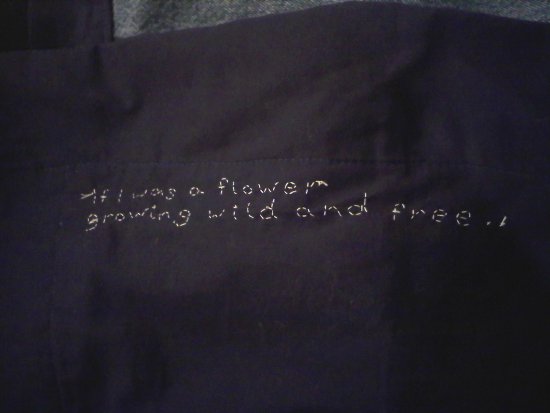 If I was a flower
growing wild and free..